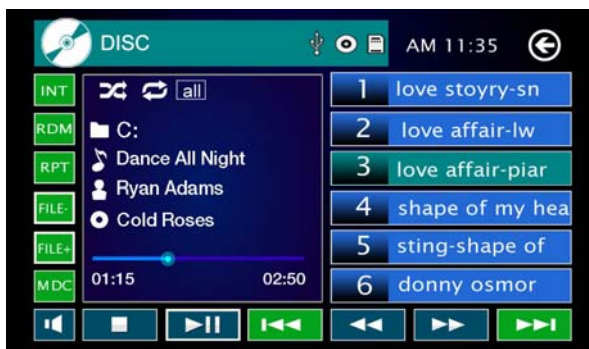 DISC
AM 11:35
INT
RDM
RPT
FILE-
FILE+
MDC
all
C:
Dance All Night
Ryan Adams
Cold Roses
01:15 02:50
1 love stoyry-sn
2 love affair-lw
3 love affair-piar
4 shape of my hea
5 sting-shape of
6 donny osmor